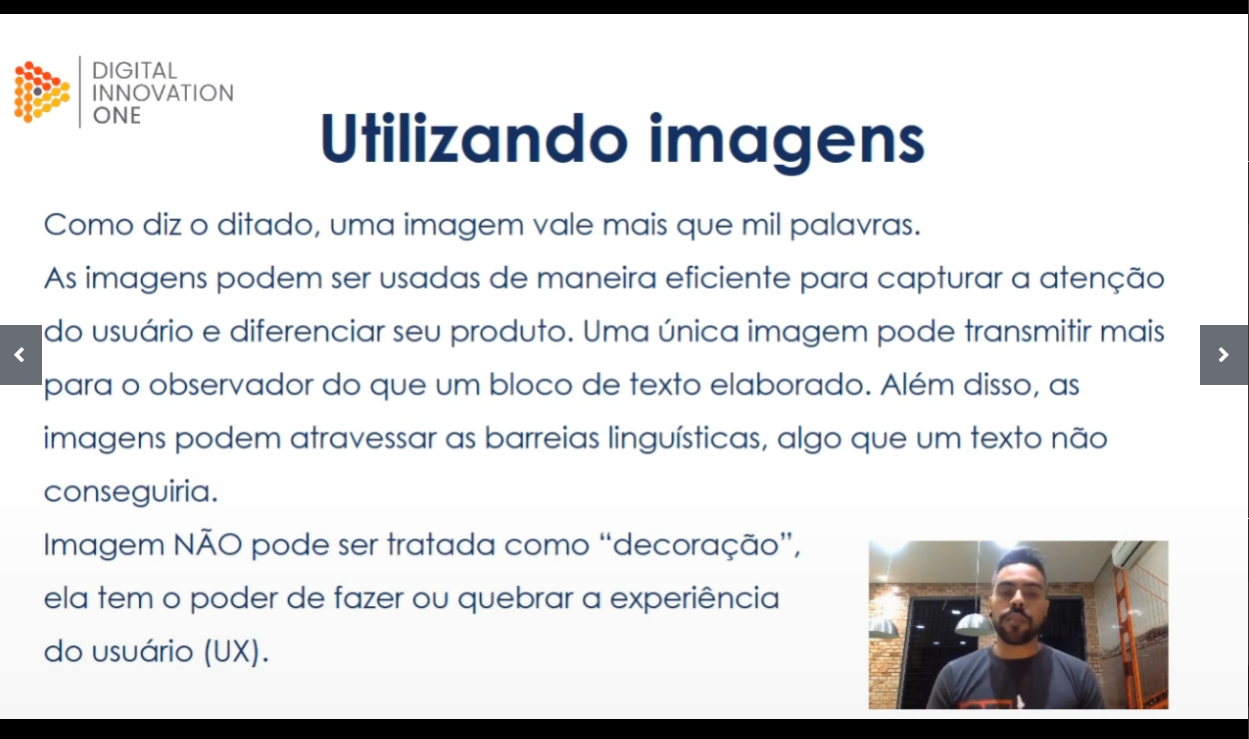 DIGITAL
INNOVATION
ONE
Utilizando imagens
Como diz o ditado, uma imagem vale mais que mil palavras.
As imagens podem ser usadas de maneira eficiente para capturar a atenção
do usuário e diferenciar seu produto. Uma única imagem pode transmitir mais
para o observador do que um bloco de texto elaborado. Além disso, as
imagens podem atravessar as barreias linguísticas, algo que um texto não
conseguiria.
Imagem NÃO pode ser tratada como “decoração”,
ela tem o poder de fazer ou quebrar a experiência
do usuário (UX).